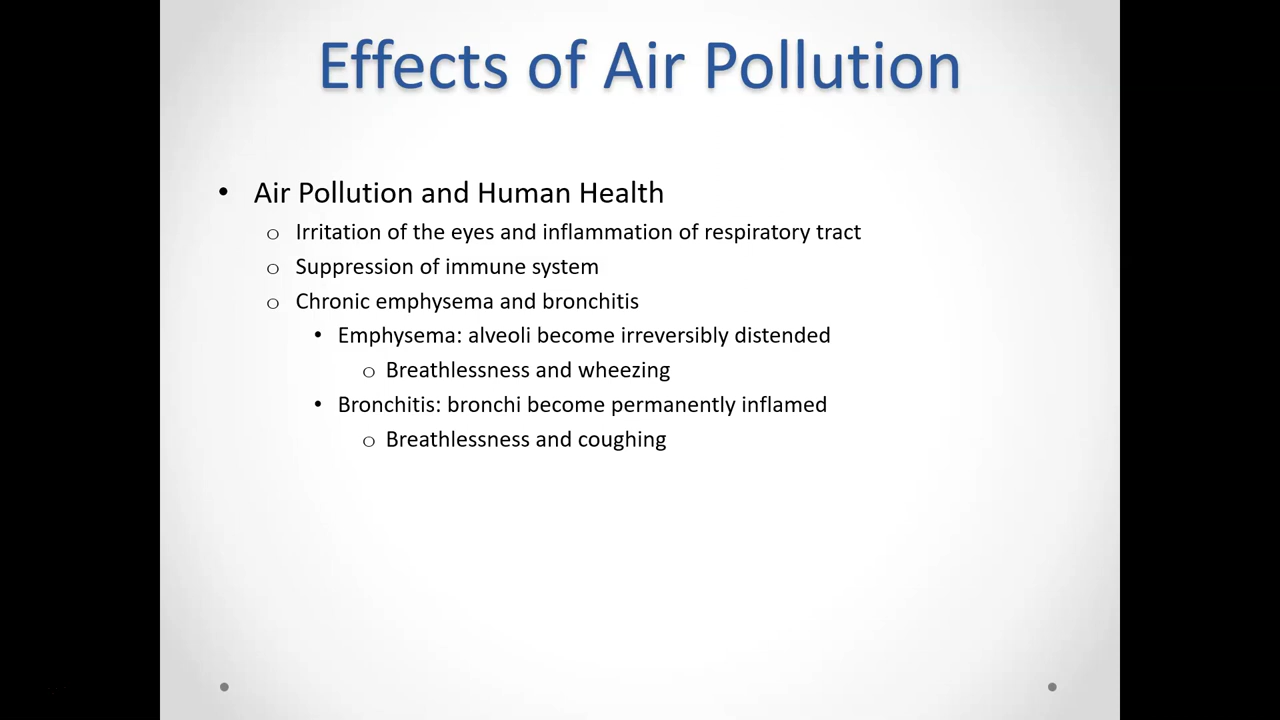 Effects of Air Pollution
• Air Pollution and Human Health
o Irritation of the eyes and inflammation of respiratory tract
o Suppression of immune system
o Chronic emphysema and bronchitis
• Emphysema: alveoli become irreversibly distended
o Breathlessness and wheezing
• Bronchitis: bronchi become permanently inflamed
o Breathlessness and coughing